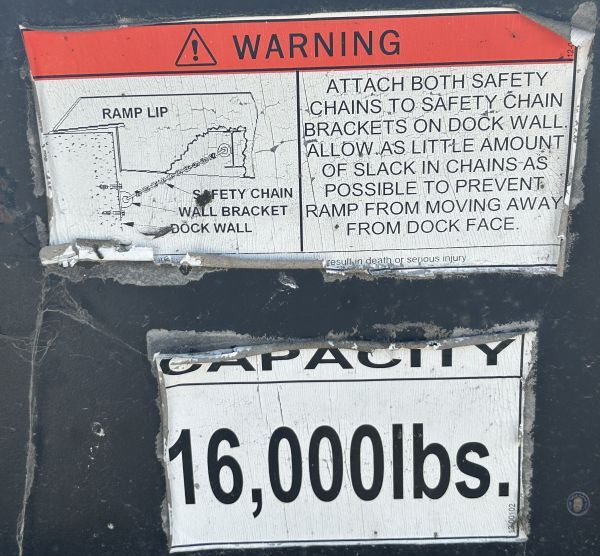 WARNING
RAMP LIP
SAFETY CHAIN
WALL BRACKET
DOCK WALL
ATTACH BOTH SAFETY
CHAINS TO SAFETY CHAIN
BRACKETS ON DOCK WALL
ALLOW AS LITTLE AMOUNT
OF SLACK IN CHAINS AS
POSSIBLE TO PREVENT
RAMP FROM MOVING AWAY
FROM DOCK FACE.
result in death or serious injury
CAPACITY
16,000lbs.